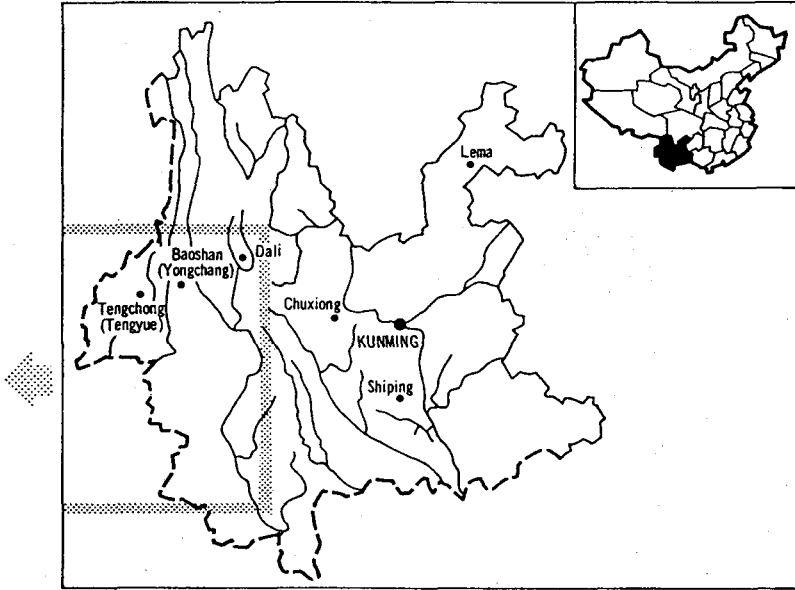 Lema
Dali
Baoshan
(Yongchang)
Tengchong
(Tengyue)
Chuxiong
KUNMING
Shiping